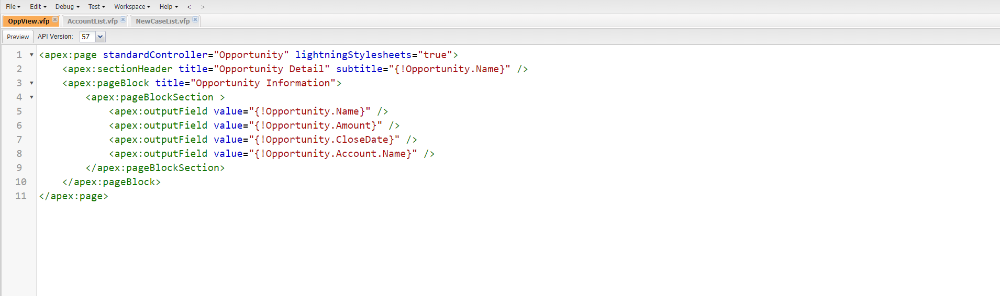 File Edit Debug Test Workspace Help < >
OppView.vfp AccountList.vfp NewCaseList.vfp
Preview API Version: 57
1 <apex:page standardController="Opportunity" lightningStylesheets="true">
2 <apex:sectionHeader title="Opportunity Detail" subtitle="{!Opportunity.Name}" />
3 <apex:pageBlock title="Opportunity Information">
4 <apex:pageBlockSection >
5 <apex:outputField value="{!Opportunity.Name}" />
6 <apex:outputField value="{!Opportunity.Amount}" />
7 <apex:outputField value="{!Opportunity.CloseDate}" />
8 <apex:outputField value="{!Opportunity.Account.Name}" />
9 </apex:pageBlockSection>
10 </apex:pageBlock>
11 </apex:page>